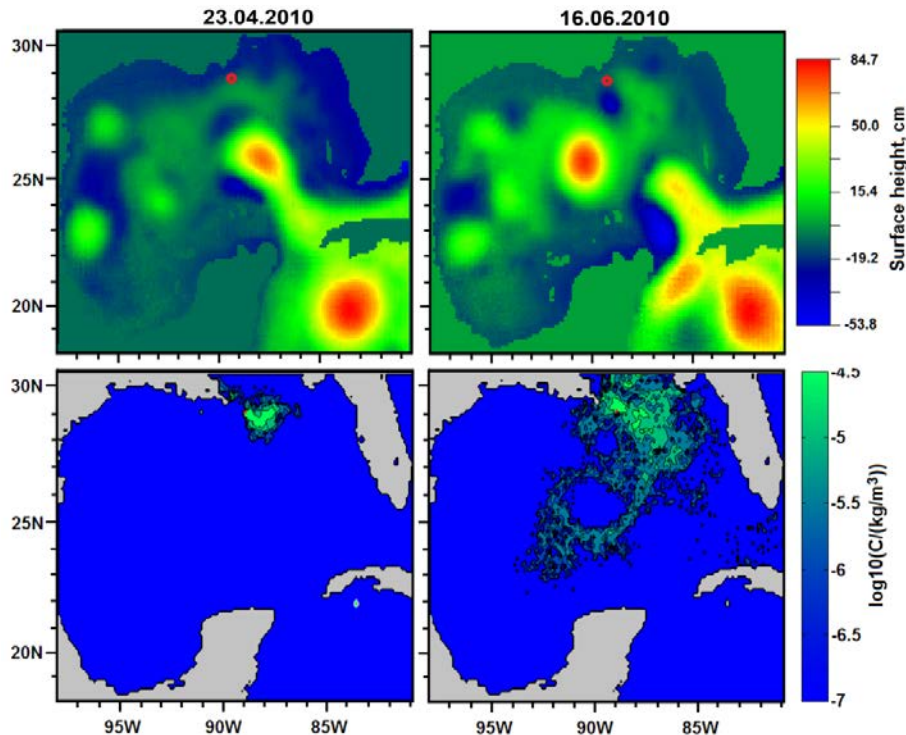 23.04.2010 16.06.2010
30N
25N
20N
84.7
50.0
15.4
-19.2
-53.8
Surface height, cm
30N
25N
20N
95W 90W 85W 95W 90W 85W
-4.5
-5
-5.5
-6
-6.5
-7
log10(C/(kg/m³))